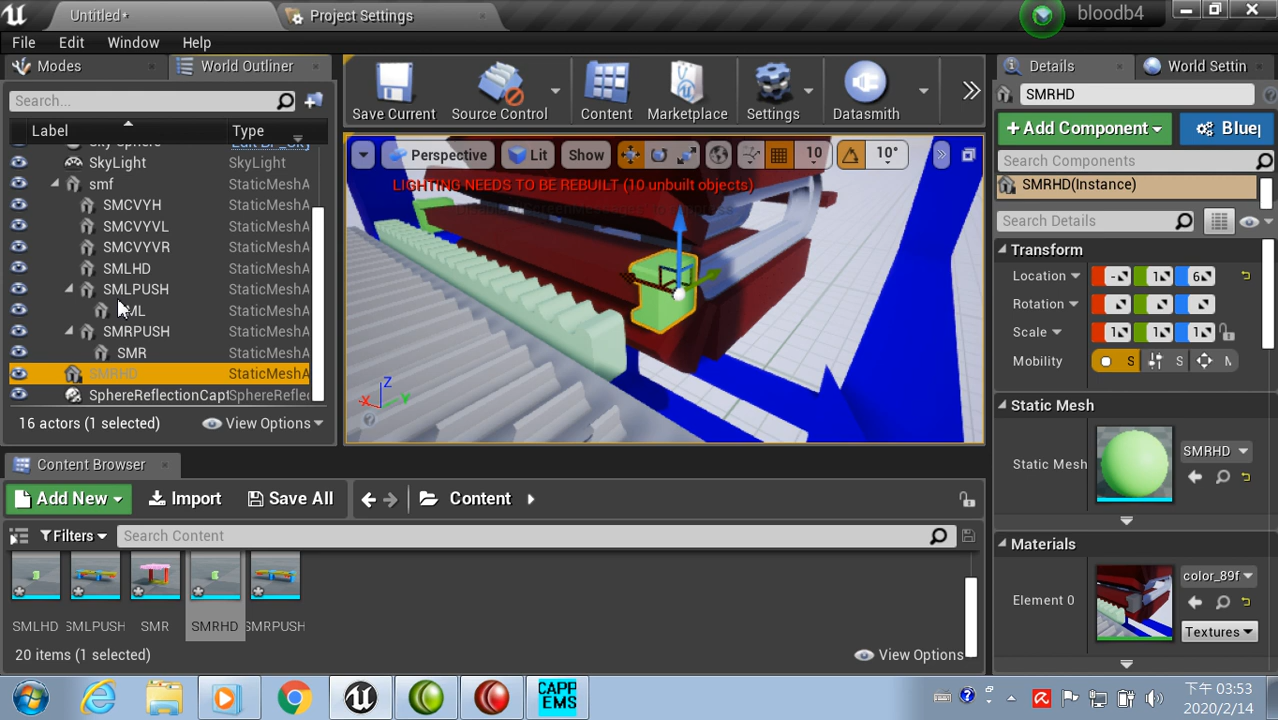 Untitled*
Project Settings
bloodb4
File
Edit
Window
Help
Modes
World Outliner
Search...
Label
Type
SkyLight
SkyLight
smf
StaticMeshA
SMCVYH
StaticMeshA
SMCVYVL
StaticMeshA
SMCVYVR
StaticMeshA
SMLHD
StaticMeshA
SMLPUSH
StaticMeshA
ML
StaticMeshA
SMRPUSH
StaticMeshA
SMR
StaticMeshA
SMRHD
StaticMeshA
SphereReflectionCapt
SphereReflec
16 actors (1 selected)
View Options
Save Current
Source Control
Content
Marketplace
Settings
Datasmith
Perspective
Lit
Show
10
10°
LIGHTING NEEDS TO BE REBUILT (10 unbuilt objects)
Z
X
Y
Details
World Settin
SMRHD
+ Add Component
Blue
Search Components
SMRHD(Instance)
Search Details
Transform
Location
Rotation
Scale
Mobility
S
S
Static Mesh
Static Mesh
SMRHD
Materials
Element 0
color_89f
Textures
Content Browser
Add New
Import
Save All
Content
Filters
Search Content
SMLHD
SMLPUSH
SMR
SMRHD
SMRPUSH
20 items (1 selected)
View Options
CAPP
EMS
下午 03:53
2020/2/14